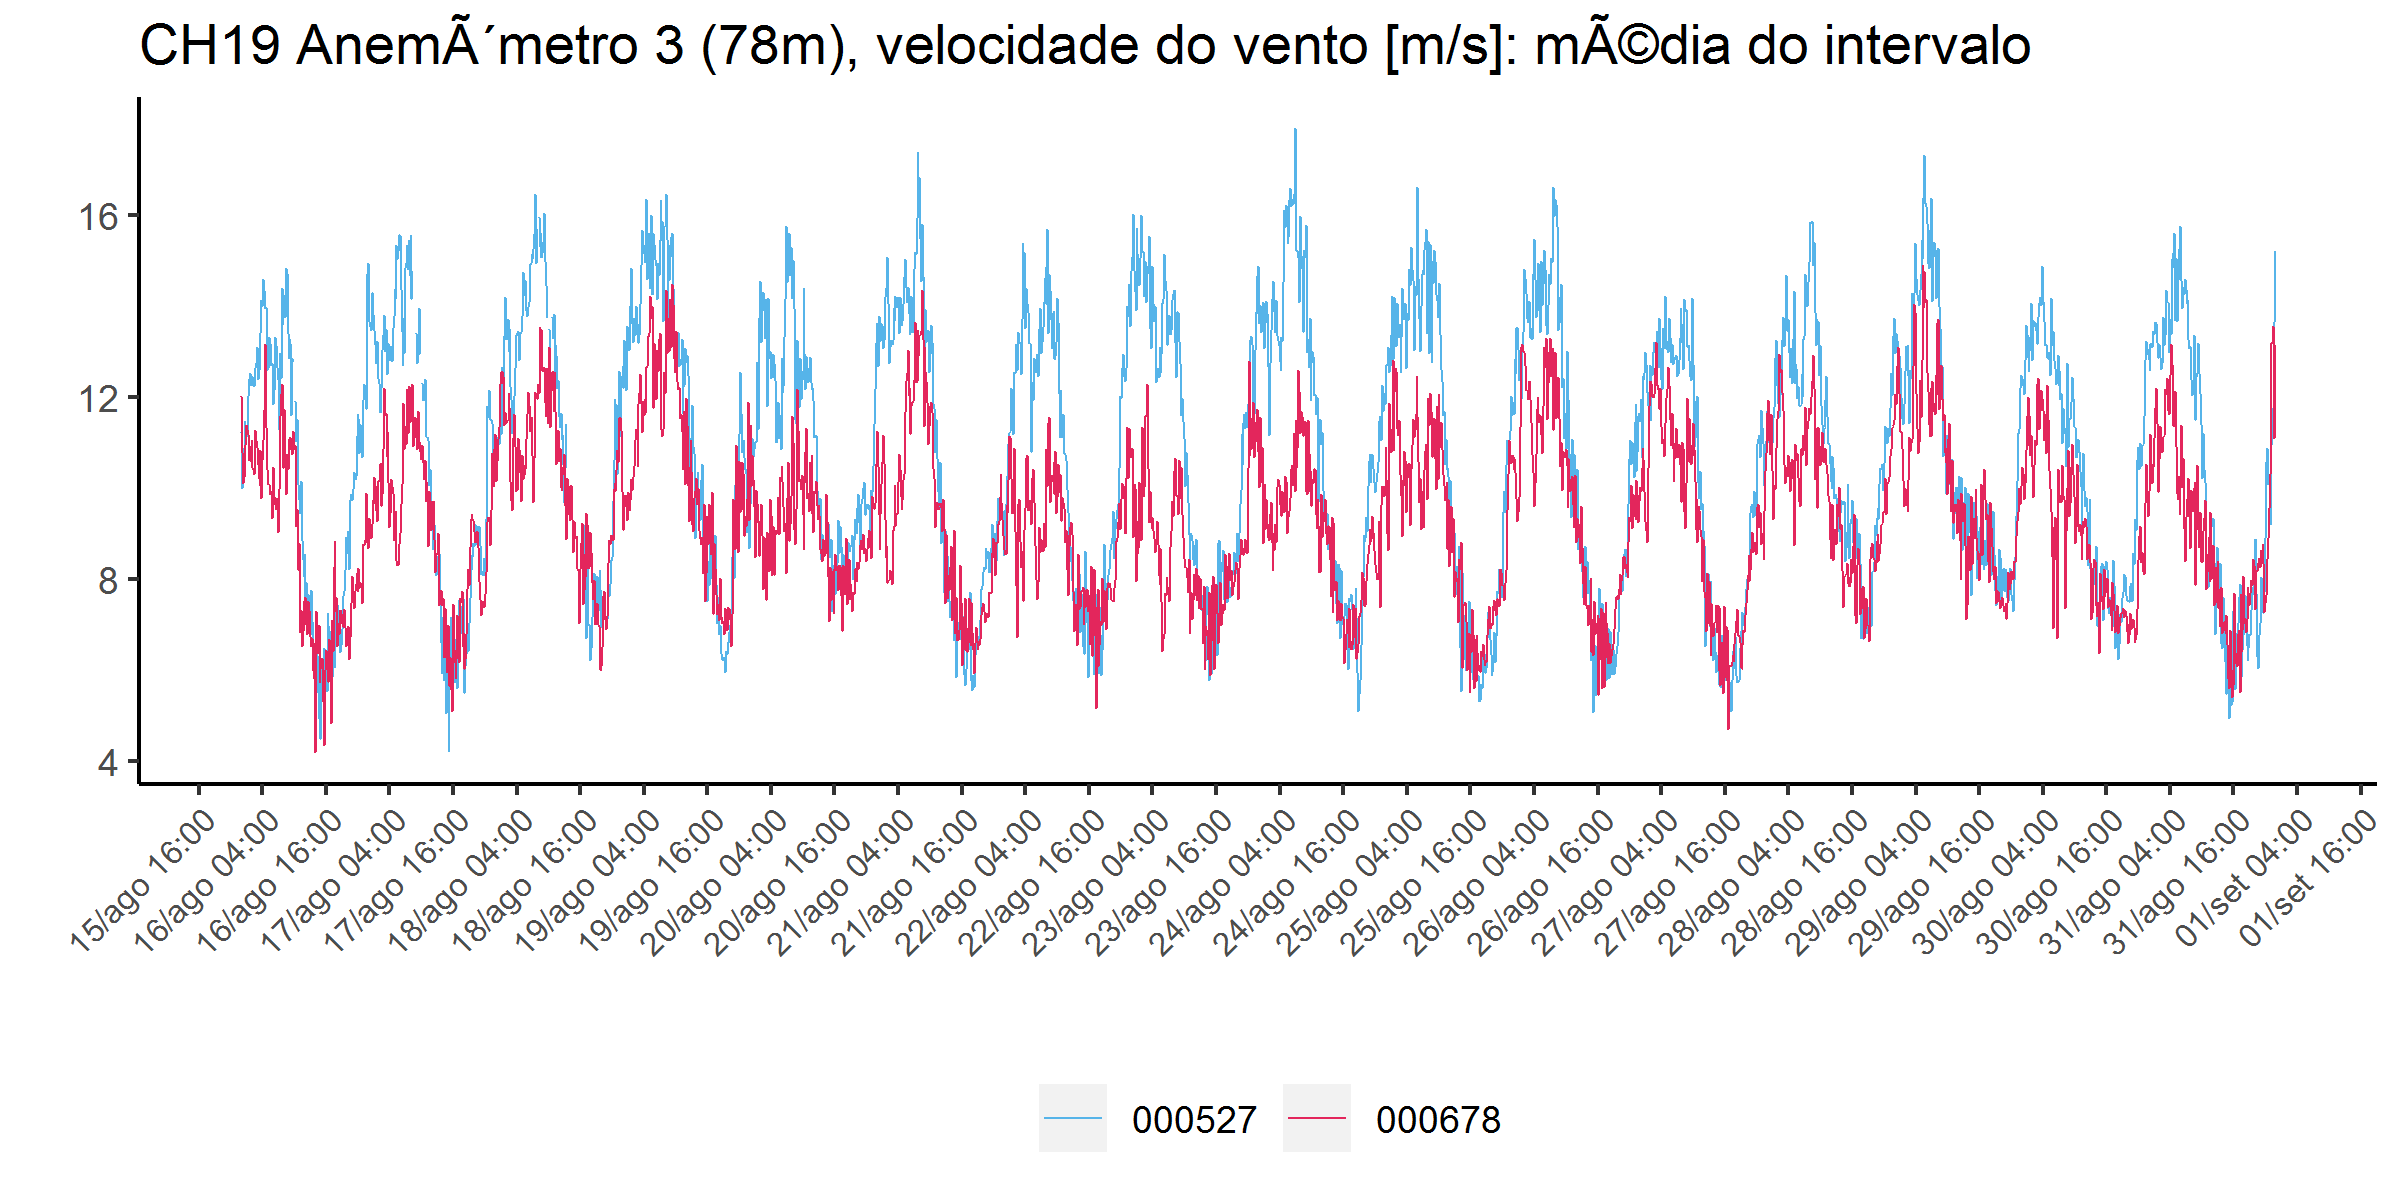 CH19 AnemÃ´metro 3 (78m), velocidade do vento [m/s]: mÃ©dia do intervalo
16
12
8
4
15/ago 16:00
16/ago 04:00
16/ago 16:00
17/ago 04:00
17/ago 16:00
18/ago 04:00
18/ago 16:00
19/ago 04:00
19/ago 16:00
20/ago 04:00
20/ago 16:00
21/ago 04:00
21/ago 16:00
22/ago 04:00
22/ago 16:00
23/ago 04:00
23/ago 16:00
24/ago 04:00
24/ago 16:00
25/ago 04:00
25/ago 16:00
26/ago 04:00
26/ago 16:00
27/ago 04:00
27/ago 16:00
28/ago 04:00
28/ago 16:00
29/ago 04:00
29/ago 16:00
30/ago 04:00
30/ago 16:00
31/ago 04:00
31/ago 16:00
01/set 04:00
01/set 16:00
000527
000678